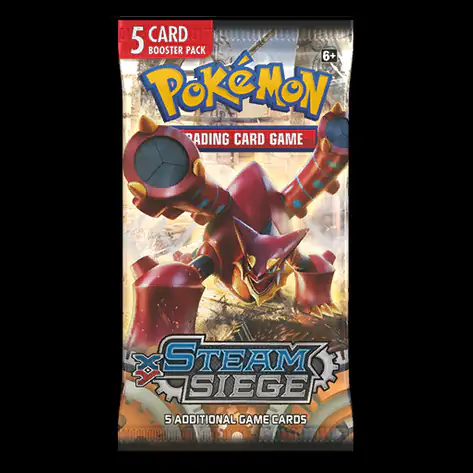 5 CARD
BOOSTER PACK
6+
POKéMON
TRADING CARD GAME
XY
STEAM
SIEGE
5 ADDITIONAL GAME CARDS